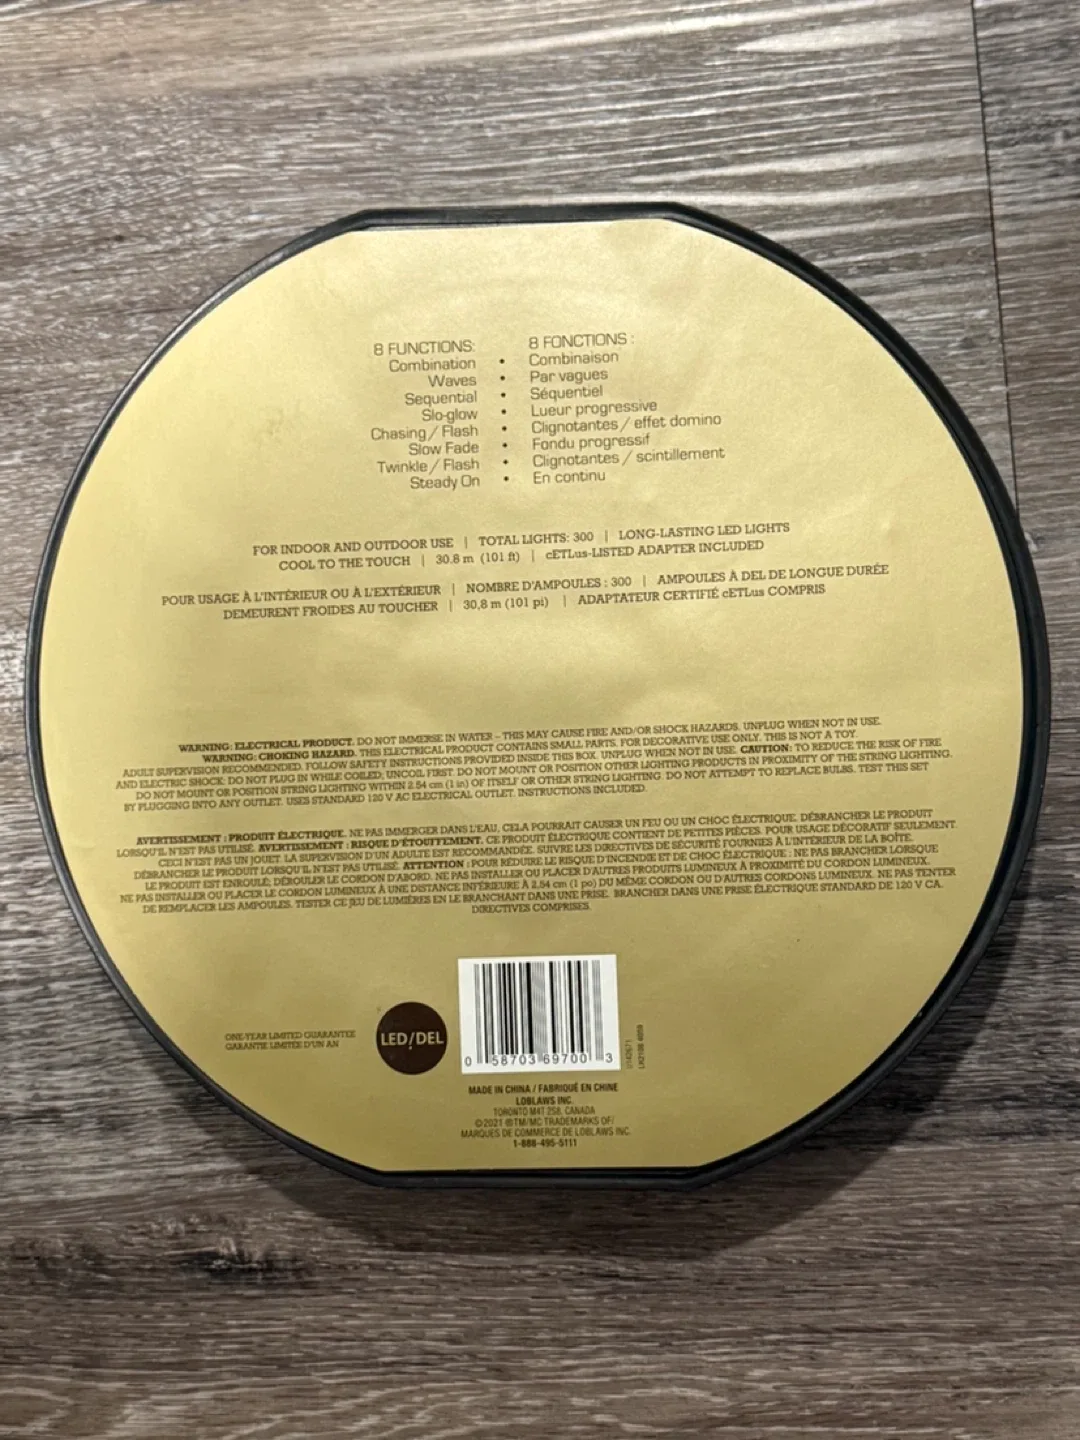 8 FUNCTIONS:
Combination
Waves
Sequential
Slo-glow
Chasing / Flash
Slow Fade
Twinkle / Flash
Steady On
•
•
•
•
•
•
•
•
8 FONCTIONS :
Combinaison
Par vagues
Séquentiel
Lueur progressive
Clignotantes / effet domino
Fondu progressif
Clignotantes / scintillement
En continu
FOR INDOOR AND OUTDOOR USE | TOTAL LIGHTS: 300 | LONG-LASTING LED LIGHTS
COOL TO THE TOUCH | 30.8 m (101 ft) | cETLus-LISTED ADAPTER INCLUDED
POUR USAGE À L'INTÉRIEUR OU À L'EXTÉRIEUR | NOMBRE D'AMPOULES : 300 | AMPOULES À DEL DE LONGUE DURÉE
DEMEURENT FROIDES AU TOUCHER | 30,8 m (101 pi) | ADAPTATEUR CERTIFIÉ cETLus COMPRIS
WARNING: ELECTRICAL PRODUCT. DO NOT IMMERSE IN WATER – THIS MAY CAUSE FIRE AND/OR SHOCK HAZARDS. UNPLUG WHEN NOT IN USE.
WARNING: CHOKING HAZARD. THIS ELECTRICAL PRODUCT CONTAINS SMALL PARTS. FOR DECORATIVE USE ONLY. THIS IS NOT A TOY.
ADULT SUPERVISION RECOMMENDED. FOLLOW SAFETY INSTRUCTIONS PROVIDED INSIDE THIS BOX. UNPLUG WHEN NOT IN USE. CAUTION: TO REDUCE THE RISK OF FIRE
AND ELECTRIC SHOCK: DO NOT PLUG IN WHILE COILED; UNCOIL FIRST. DO NOT MOUNT OR POSITION OTHER LIGHTING PRODUCTS IN PROXIMITY OF THE STRING LIGHTING.
DO NOT MOUNT OR POSITION STRING LIGHTING WITHIN 2.54 cm (1 in) OF ITSELF OR OTHER STRING LIGHTING. DO NOT ATTEMPT TO REPLACE BULBS. TEST THIS SET
BY PLUGGING INTO ANY OUTLET. USES STANDARD 120 V AC ELECTRICAL OUTLET. INSTRUCTIONS INCLUDED.
AVERTISSEMENT : PRODUIT ÉLECTRIQUE. NE PAS IMMERGER DANS L'EAU, CELA POURRAIT CAUSER UN FEU OU UN CHOC ÉLECTRIQUE. DÉBRANCHER LE PRODUIT
LORSQU'IL N'EST PAS UTILISÉ. AVERTISSEMENT : RISQUE D'ÉTOUFFEMENT. CE PRODUIT ÉLECTRIQUE CONTIENT DE PETITES PIÈCES. POUR USAGE DÉCORATIF SEULEMENT.
CECI N'EST PAS UN JOUET. LA SUPERVISION D'UN ADULTE EST RECOMMANDÉE. SUIVRE LES DIRECTIVES DE SÉCURITÉ FOURNIES À L'INTÉRIEUR DE LA BOÎTE.
DÉBRANCHER LE PRODUIT LORSQU'IL N'EST PAS UTILISÉ. ATTENTION : POUR RÉDUIRE LE RISQUE D'INCENDIE ET DE CHOC ÉLECTRIQUE : NE PAS BRANCHER LORSQUE
LE PRODUIT EST ENROULÉ; DÉROULER LE CORDON D'ABORD. NE PAS INSTALLER OU PLACER D'AUTRES PRODUITS LUMINEUX À PROXIMITÉ DU CORDON LUMINEUX.
NE PAS INSTALLER OU PLACER LE CORDON LUMINEUX À UNE DISTANCE INFÉRIEURE À 2,54 cm (1 po) DU MÊME CORDON OU D'AUTRES CORDONS LUMINEUX. NE PAS TENTER
DE REMPLACER LES AMPOULES. TESTER CE JEU DE LUMIÈRES EN LE BRANCHANT DANS UNE PRISE. BRANCHER DANS UNE PRISE ÉLECTRIQUE STANDARD DE 120 V CA.
DIRECTIVES COMPRISES.
ONE-YEAR LIMITED GUARANTEE
GARANTIE LIMITÉE D'UN AN
LED/DEL
0 58703 69700 3
MADE IN CHINA / FABRIQUÉ EN CHINE
LOBLAWS INC.
TORONTO M4T 2S8, CANADA
©2021 ®TM/MC TRADEMARKS OF/
MARQUES DE COMMERCE DE LOBLAWS INC.
1-888-495-5111